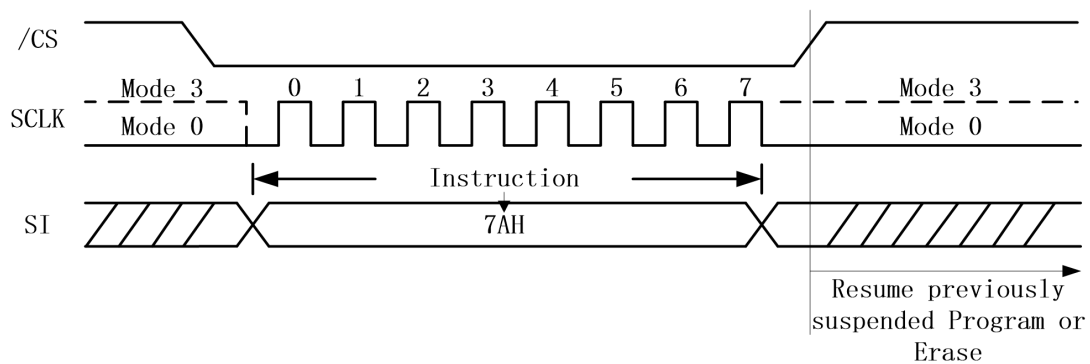 /CS
Mode 3 0 1 2 3 4 5 6 7 Mode 3
SCLK
Mode 0 Mode 0
Instruction
SI 7AH
Resume previously
suspended Program or
Erase